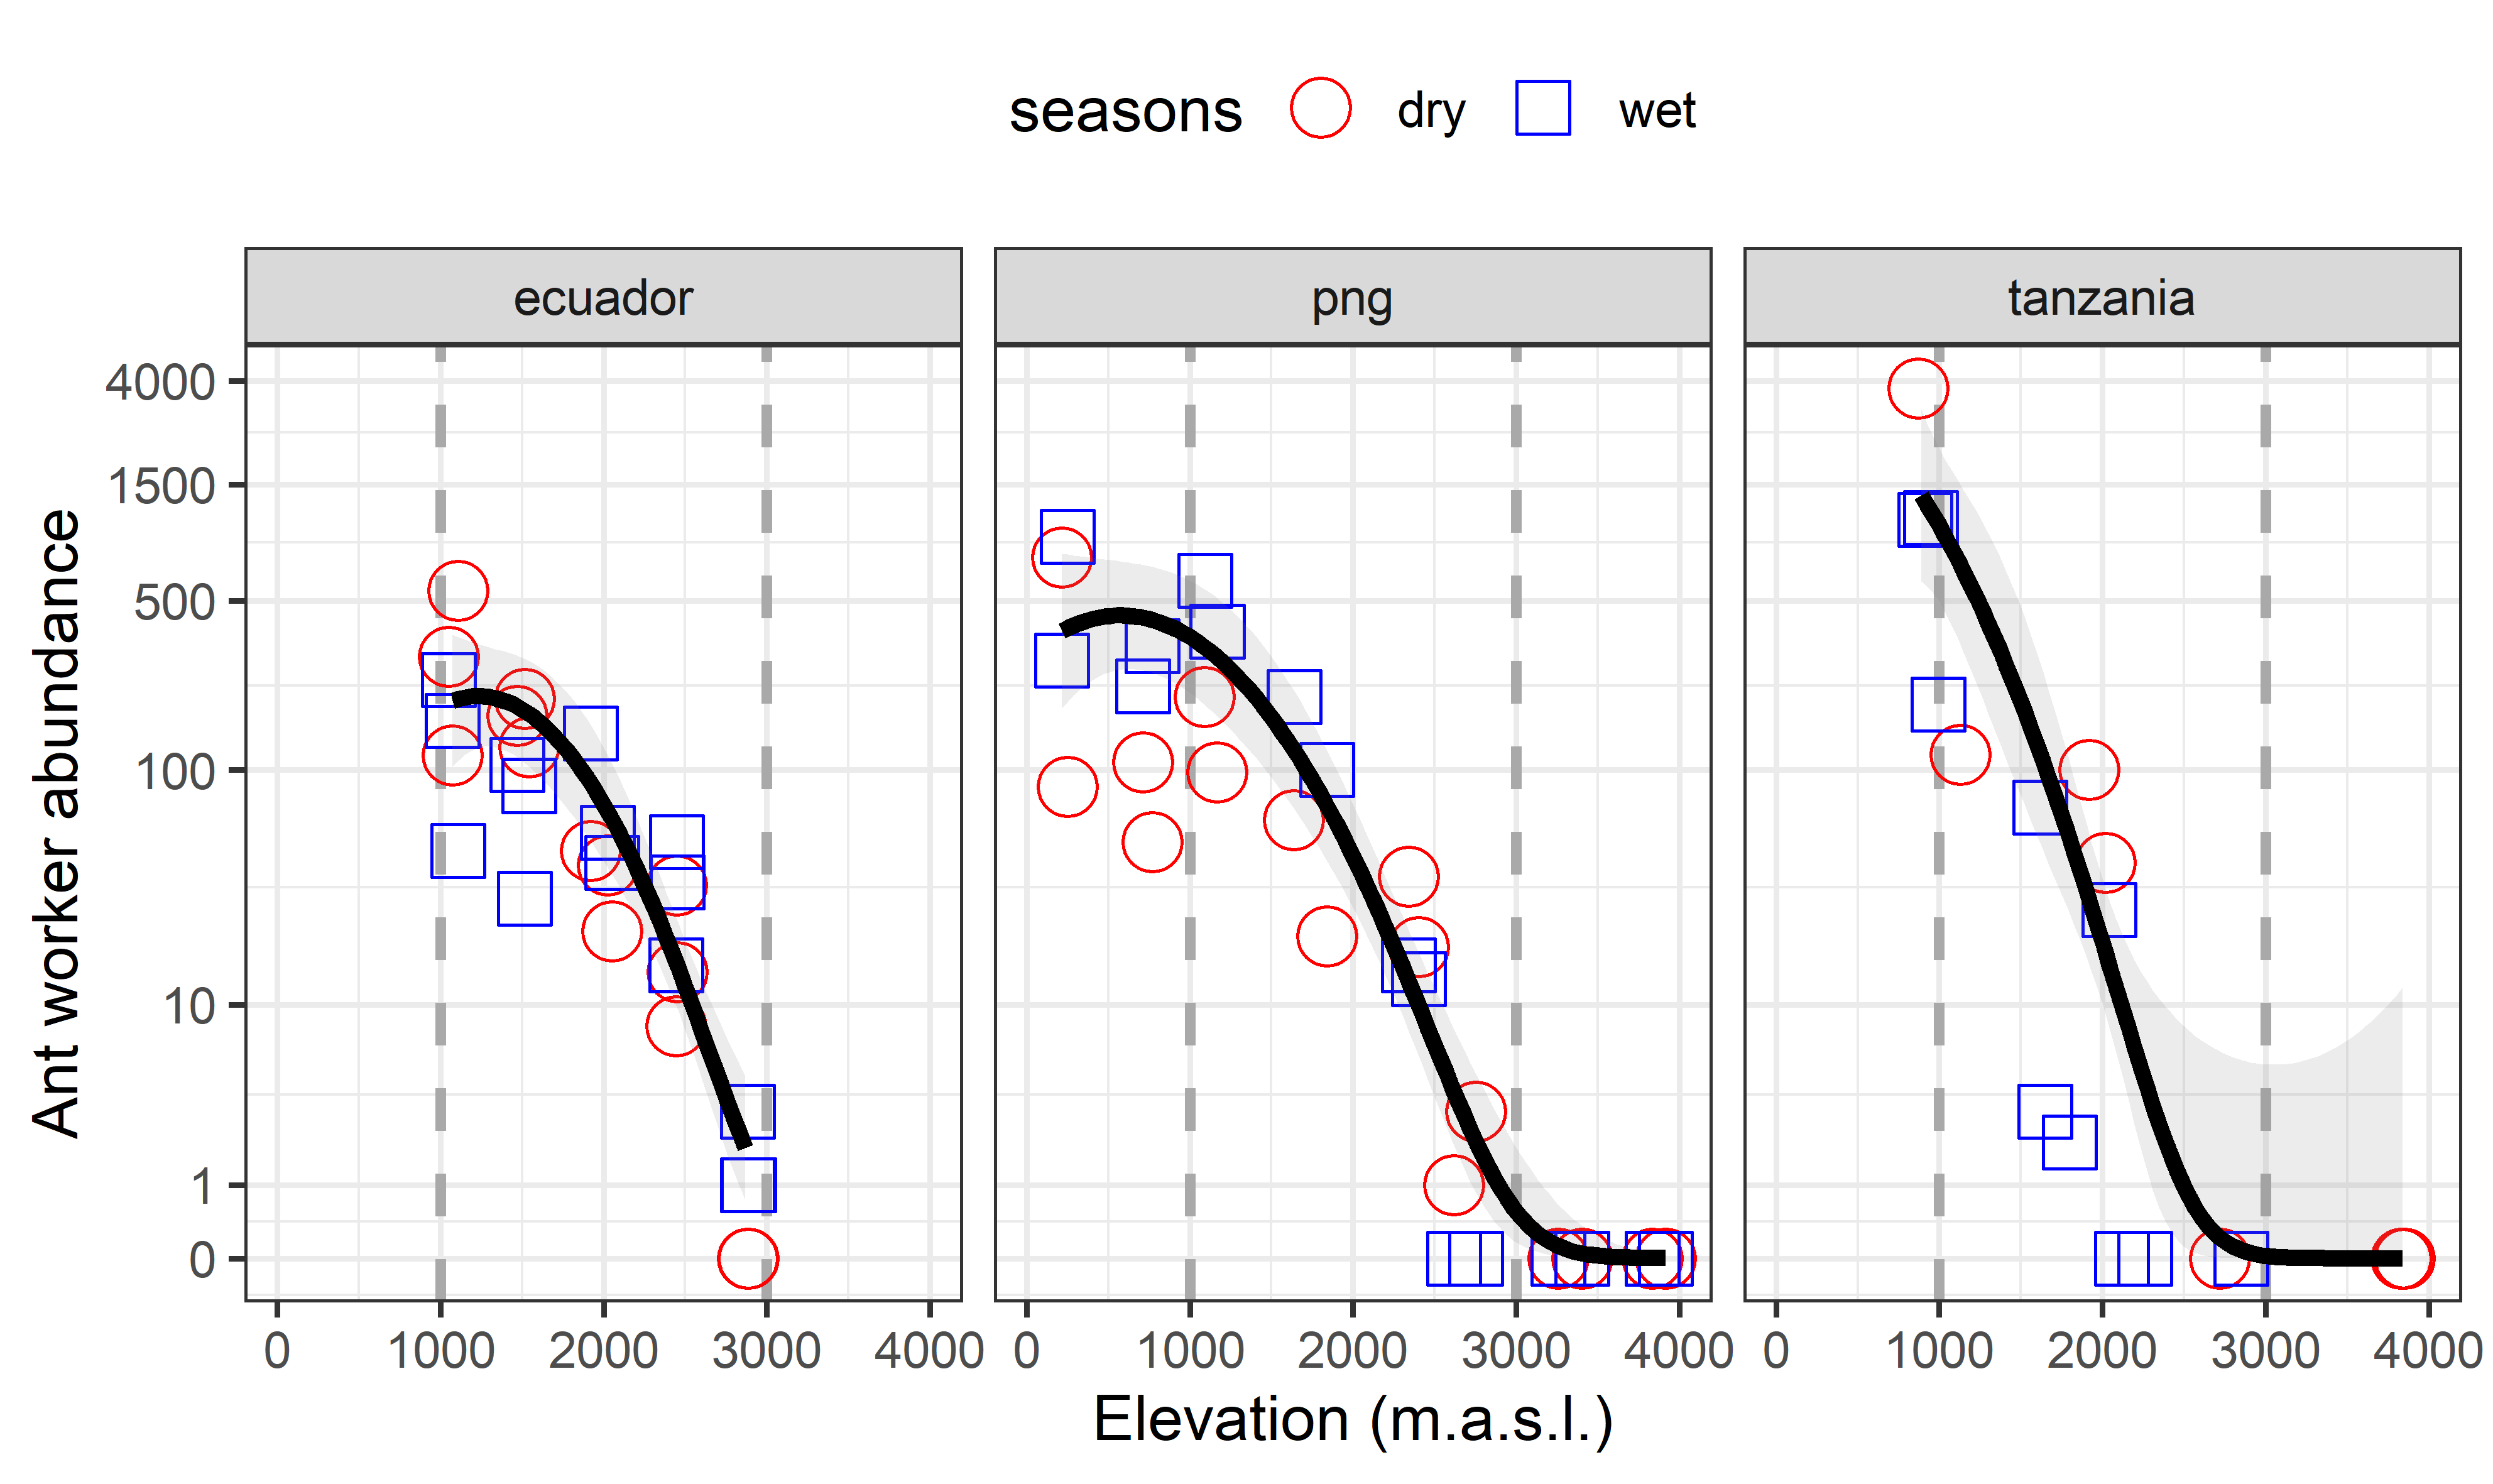 seasons dry wet
ecuador png tanzania
4000
1500
500
100
10
1
0
0 1000 2000 3000 4000 0 1000 2000 3000 4000 0 1000 2000 3000 4000
Elevation (m.a.s.l.)
Ant worker abundance